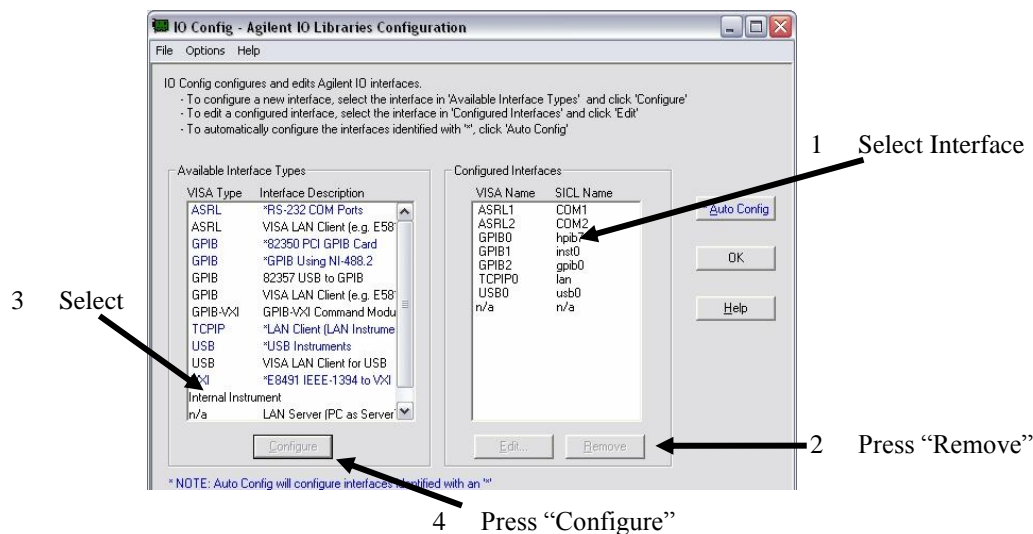 IO Config - Agilent IO Libraries Configuration
File Options Help
IO Config configures and edits Agilent IO interfaces.
- To configure a new interface, select the interface in 'Available Interface Types' and click 'Configure'
- To edit a configured interface, select the interface in 'Configured Interfaces' and click 'Edit'
- To automatically configure the interfaces identified with '*', click 'Auto Config'
1 Select Interface
Available Interface Types
VISA Type Interface Description
ASRL *RS-232 COM Ports
ASRL VISA LAN Client (e.g. E58
GPIB *82350 PCI GPIB Card
GPIB *GPIB Using NI-488.2
GPIB 82357 USB to GPIB
GPIB VISA LAN Client (e.g. E58
GPIB-VXI GPIB-VXI Command Modu
TCPIP *LAN Client (LAN Instrume
USB *USB Instruments
USB VISA LAN Client for USB
VXI *E8491 IEEE-1394 to VXI
Internal Instrument
n/a LAN Server (PC as Server
Configure
Configured Interfaces
VISA Name SICL Name
ASRL1 COM1
ASRL2 COM2
GPIB0 hpib7
GPIB1 inst0
GPIB2 gpib0
TCPIP0 lan
USB0 usb0
n/a n/a
Edit... Remove
Auto Config
OK
Help
3 Select
2 Press “Remove”
* NOTE: Auto Config will configure interfaces identified with an '*'
4 Press “Configure”